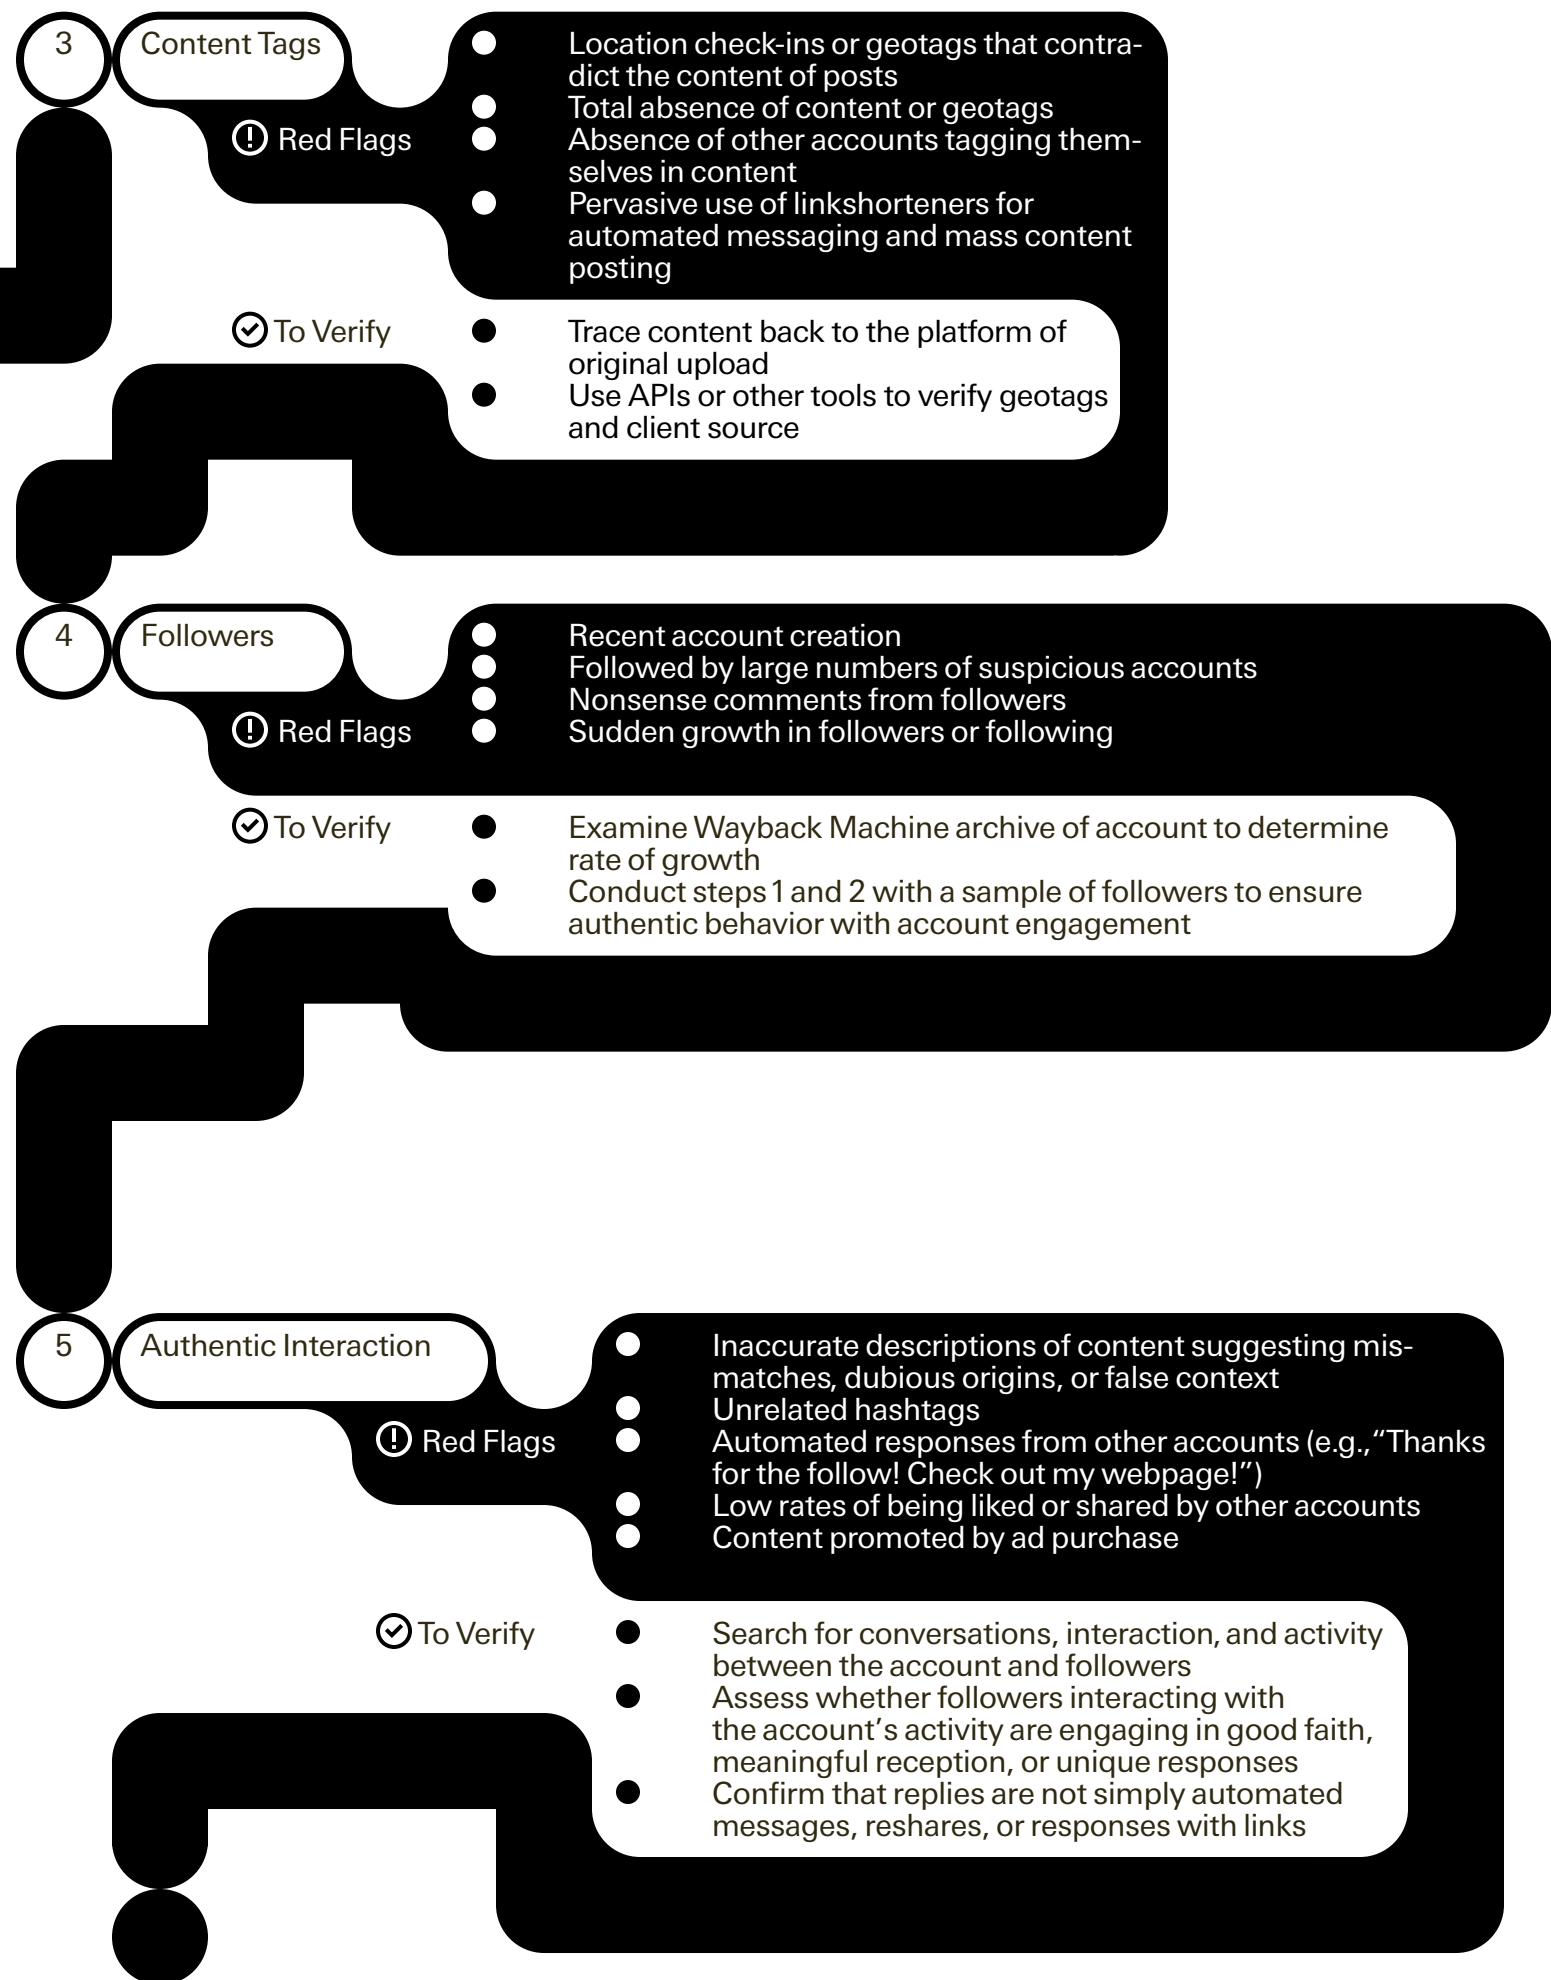 3
Content Tags
Red Flags
Location check-ins or geotags that contra-
dict the content of posts
Total absence of content or geotags
Absence of other accounts tagging them-
selves in content
Pervasive use of linkshorteners for
automated messaging and mass content
posting
To Verify
Trace content back to the platform of
original upload
Use APIs or other tools to verify geotags
and client source
4
Followers
Red Flags
Recent account creation
Followed by large numbers of suspicious accounts
Nonsense comments from followers
Sudden growth in followers or following
To Verify
Examine Wayback Machine archive of account to determine
rate of growth
Conduct steps 1 and 2 with a sample of followers to ensure
authentic behavior with account engagement
5
Authentic Interaction
Red Flags
Inaccurate descriptions of content suggesting mis-
matches, dubious origins, or false context
Unrelated hashtags
Automated responses from other accounts (e.g., “Thanks
for the follow! Check out my webpage!”)
Low rates of being liked or shared by other accounts
Content promoted by ad purchase
To Verify
Search for conversations, interaction, and activity
between the account and followers
Assess whether followers interacting with
the account’s activity are engaging in good faith,
meaningful reception, or unique responses
Confirm that replies are not simply automated
messages, reshares, or responses with links